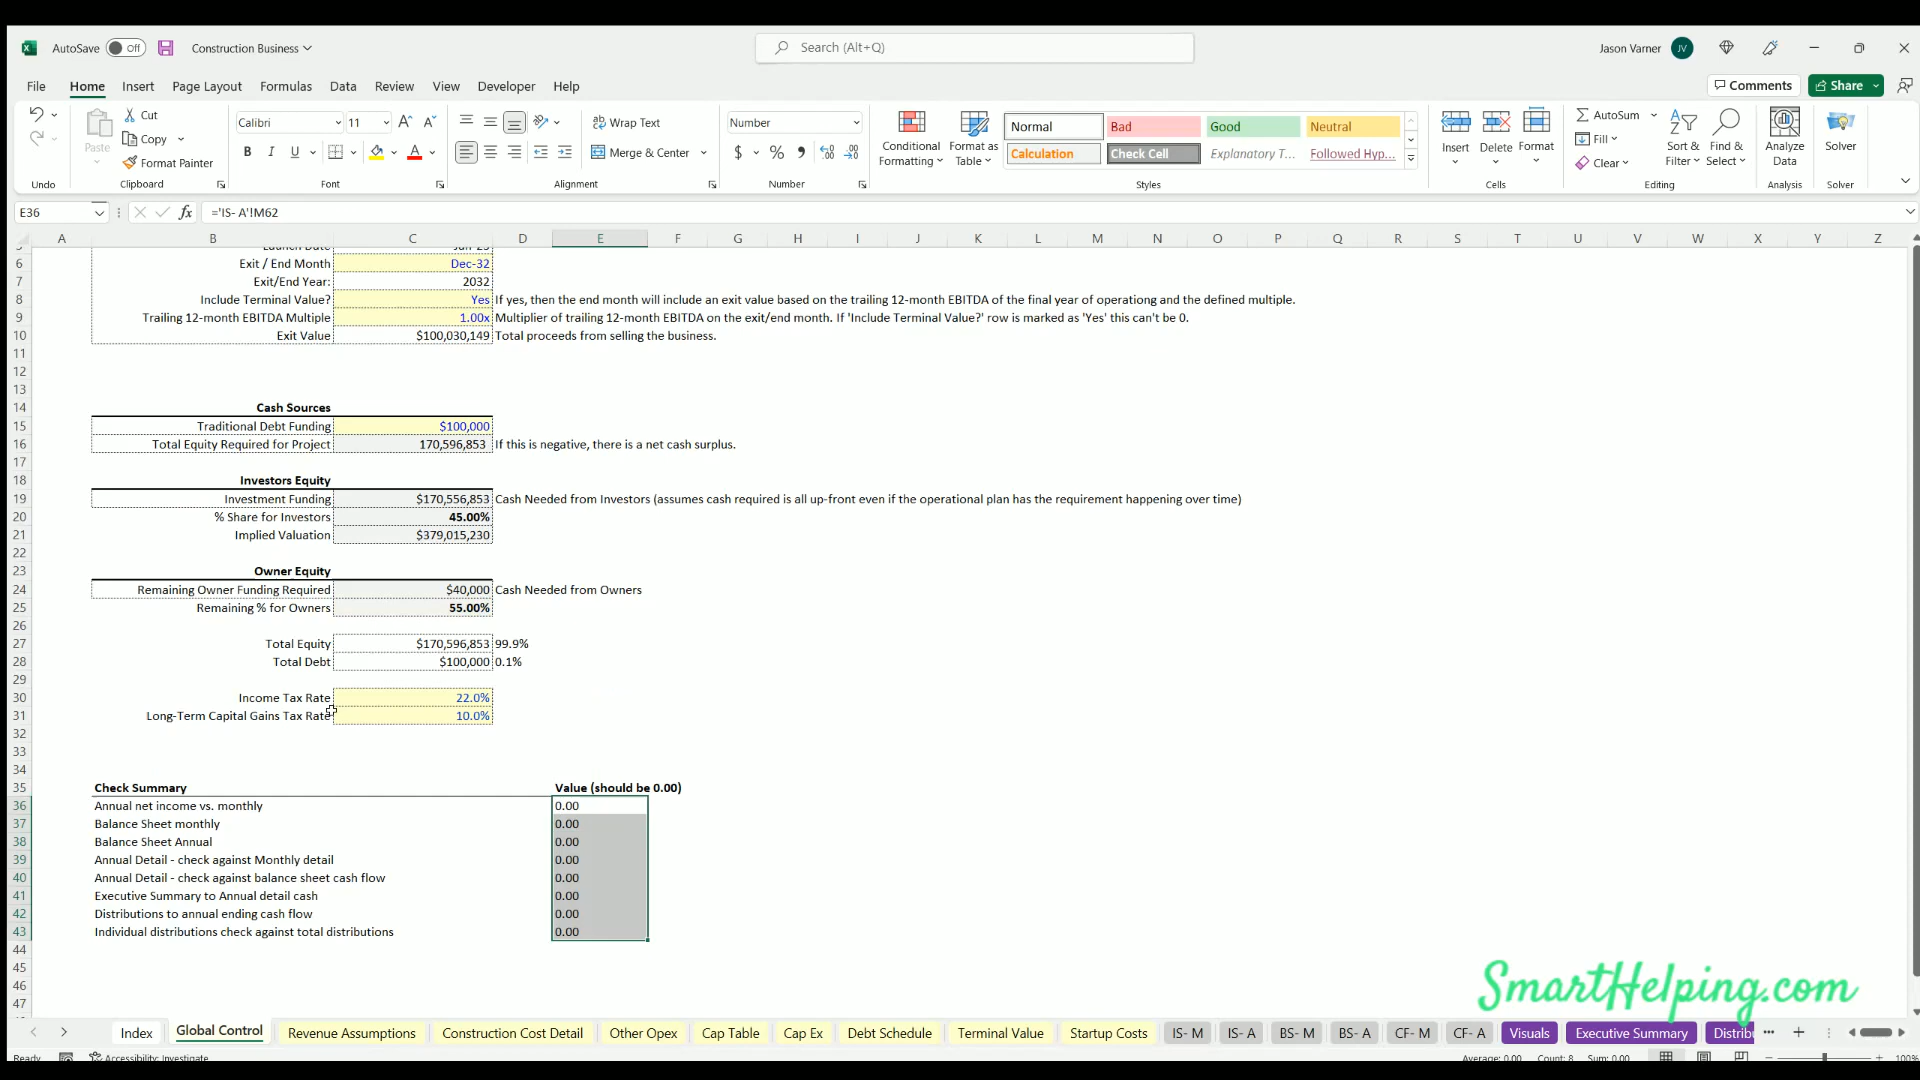 AutoSave Off Construction Business Search (Alt+Q) Jason Varner JV
File Home Insert Page Layout Formulas Data Review View Automate Developer Help Comments Share
Cut
Copy
Format Painter
Paste
Calibri 11
B I U
Wrap Text
Merge & Center
Number
$ % ,
Conditional Formatting
Format as Table
Normal Bad Good Neutral
Calculation Check Cell Explanatory T... Followed Hyp...
Insert Delete Format
AutoSum
Fill
Clear
Sort & Filter
Find & Select
Analyze Data
Solver
Undo Clipboard Font Alignment Number Styles Cells Editing Analysis Solver
E36 fx ='IS- A'!M62
A B C D E F G H I J K L M N O P Q R S T U V W X Y Z
5 Launch Date Jun-23
6 Exit / End Month Dec-32
7 Exit/End Year: 2032
8 Include Terminal Value? Yes If yes, then the end month will include an exit value based on the trailing 12-month EBITDA of the final year of operationg and the defined multiple.
9 Trailing 12-month EBITDA Multiple 1.00x Multiplier of trailing 12-month EBITDA on the exit/end month. If 'Include Terminal Value?' row is marked as 'Yes' this can't be 0.
10 Exit Value $100,030,149 Total proceeds from selling the business.
11
12
13
14 Cash Sources
15 Traditional Debt Funding $100,000
16 Total Equity Required for Project 170,596,853 If this is negative, there is a net cash surplus.
17
18 Investors Equity
19 Investment Funding $170,556,853 Cash Needed from Investors (assumes cash required is all up-front even if the operational plan has the requirement happening over time)
20 % Share for Investors 45.00%
21 Implied Valuation $379,015,230
22
23 Owner Equity
24 Remaining Owner Funding Required $40,000 Cash Needed from Owners
25 Remaining % for Owners 55.00%
26
27 Total Equity $170,596,853 99.9%
28 Total Debt $100,000 0.1%
29
30 Income Tax Rate 22.0%
31 Long-Term Capital Gains Tax Rate 10.0%
32
33
34
35 Check Summary Value (should be 0.00)
36 Annual net income vs. monthly 0.00
37 Balance Sheet monthly 0.00
38 Balance Sheet Annual 0.00
39 Annual Detail - check against Monthly detail 0.00
40 Annual Detail - check against balance sheet cash flow 0.00
41 Executive Summary to Annual detail cash 0.00
42 Distributions to annual ending cash flow 0.00
43 Individual distributions check against total distributions 0.00
44
45
46
47
SmartHelping.com
Index Global Control Revenue Assumptions Construction Cost Detail Other Opex Cap Table Cap Ex Debt Schedule Terminal Value Startup Costs IS- M IS- A BS- M BS- A CF- M CF- A Visuals Executive Summary Distrib
Ready Accessibility: Investigate Average: 0.00 Count: 8 Sum: 0.00 100%